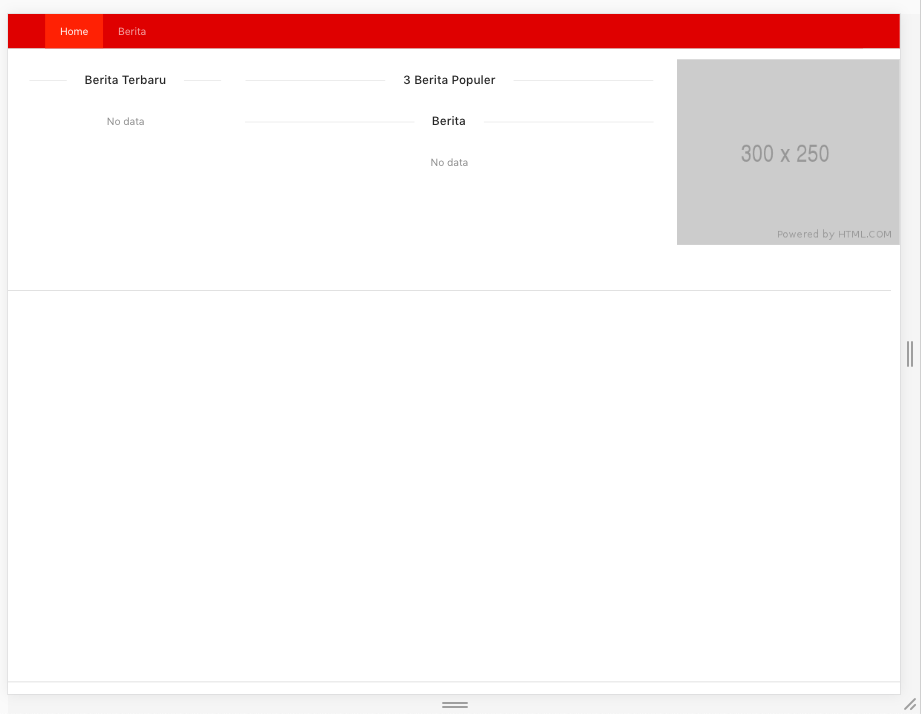 Home
Berita
Berita Terbaru
No data
3 Berita Populer
Berita
No data
300 x 250
Powered by HTML.COM